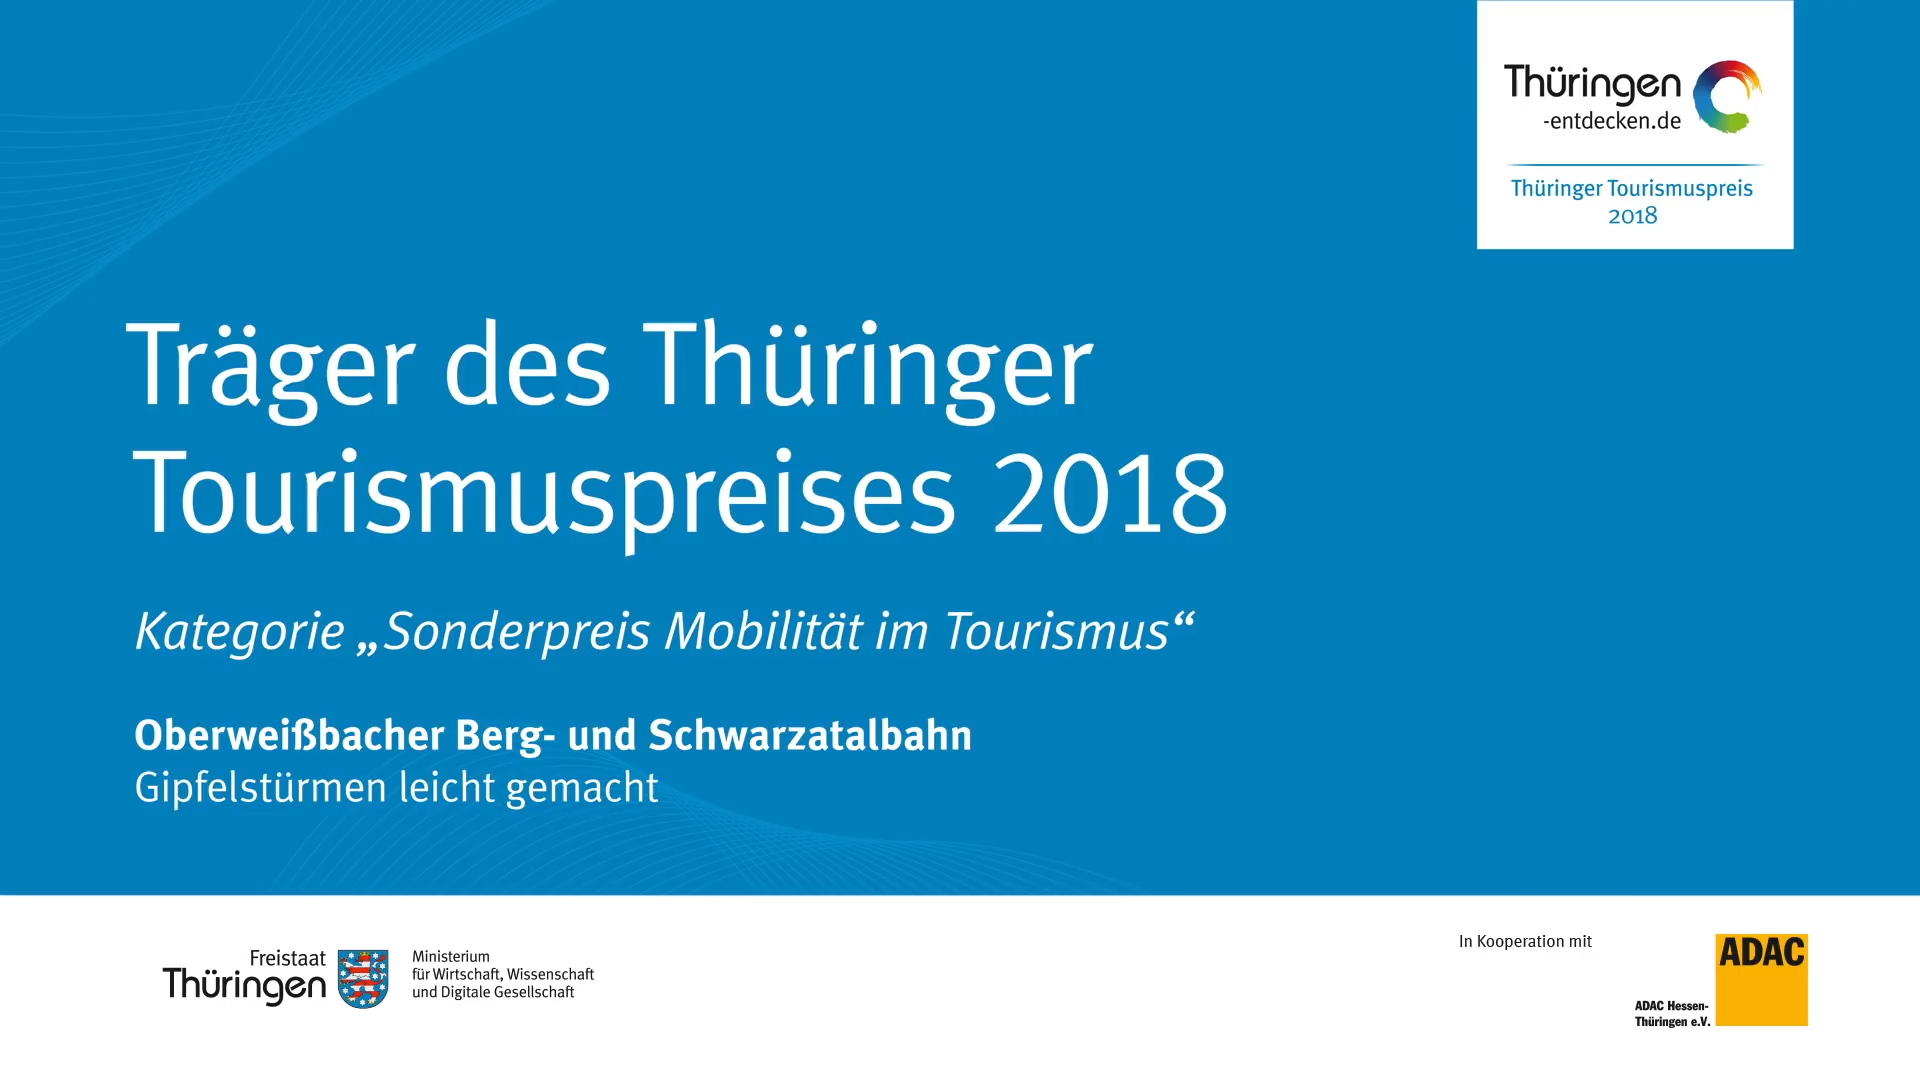 Thüringen
-entdecken.de
Thüringer Tourismuspreis
2018
Träger des Thüringer
Tourismuspreises 2018
Kategorie „Sonderpreis Mobilität im Tourismus“
Oberweißbacher Berg- und Schwarzatalbahn
Gipfelstürmen leicht gemacht
Freistaat
Thüringen
Ministerium
für Wirtschaft, Wissenschaft
und Digitale Gesellschaft
In Kooperation mit
ADAC
ADAC Hessen-
Thüringen e.V.